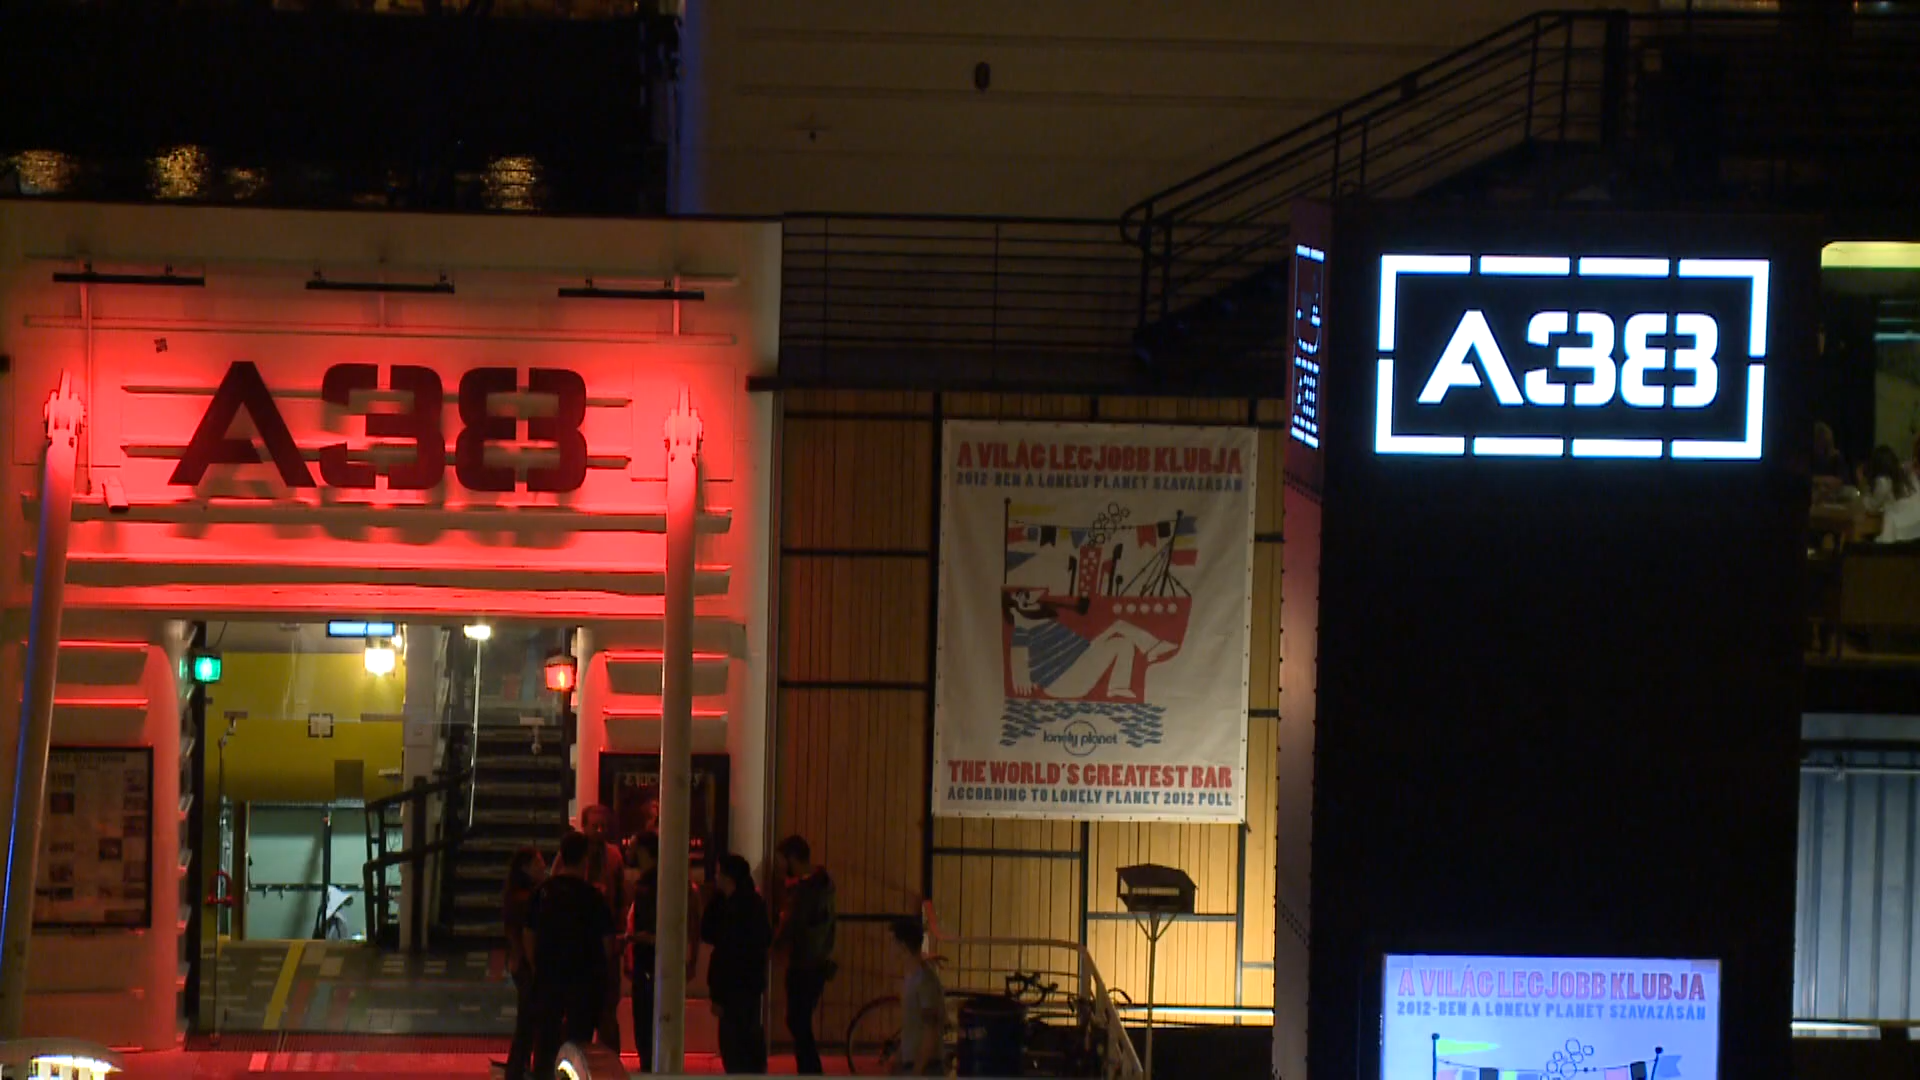 A38
A VILÁG LEGJOBB KLUBJA
2012-BEN A LONELY PLANET SZAVAZÁSÁN
lonely planet
THE WORLD'S GREATEST BAR
ACCORDING TO LONELY PLANET 2012 POLL
A38
A VILÁG LEGJOBB KLUBJA
2012-BEN A LONELY PLANET SZAVAZÁSÁN